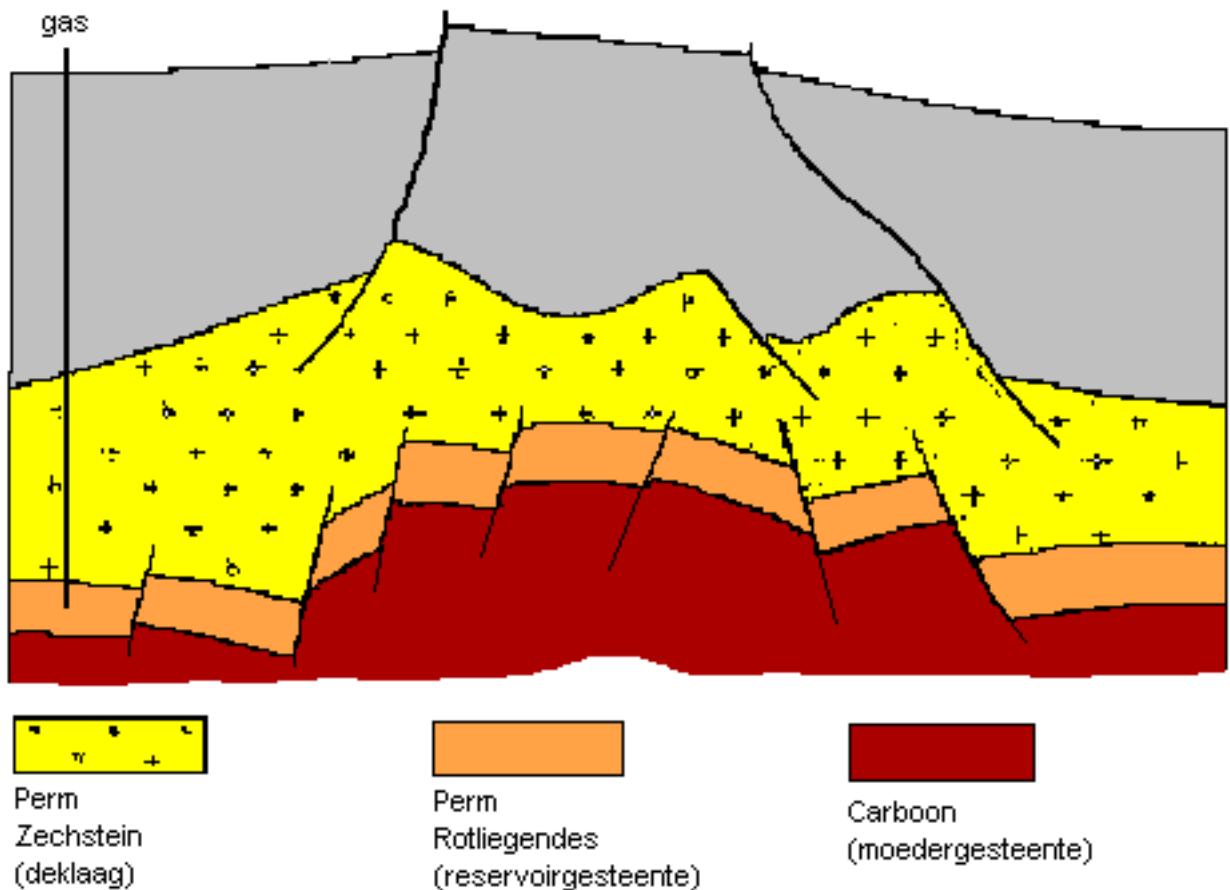 gas
Perm
Zechstein
(deklaag)
Perm
Rotliegendes
(reservoirgesteente)
Carboon
(moedergesteente)